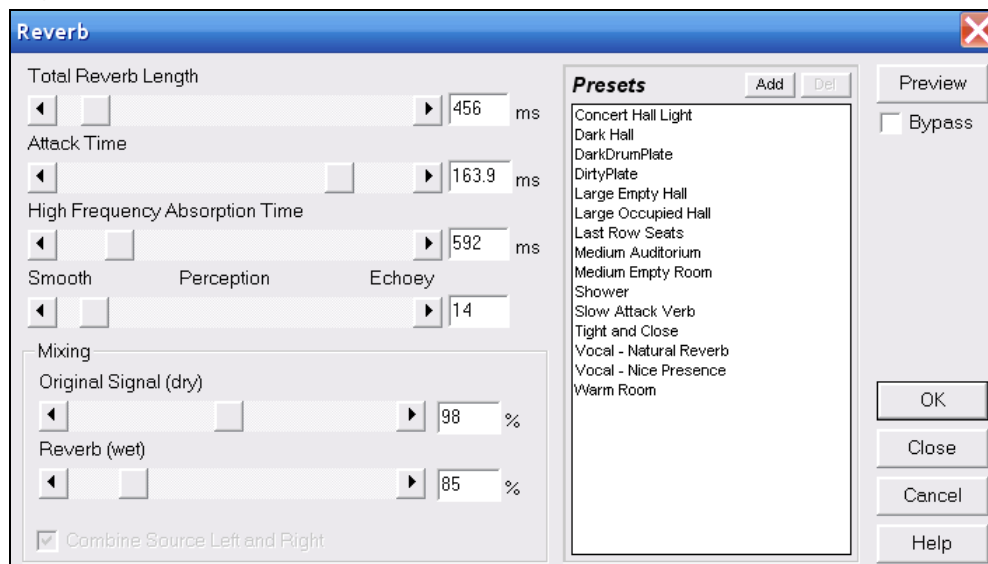 Reverb
Total Reverb Length
456 ms
Attack Time
163.9 ms
High Frequency Absorption Time
592 ms
Smooth Perception Echoey
14
Mixing
Original Signal (dry)
98 %
Reverb (wet)
85 %
Combine Source Left and Right
Presets Add Del
Concert Hall Light
Dark Hall
DarkDrumPlate
DirtyPlate
Large Empty Hall
Large Occupied Hall
Last Row Seats
Medium Auditorium
Medium Empty Room
Shower
Slow Attack Verb
Tight and Close
Vocal - Natural Reverb
Vocal - Nice Presence
Warm Room
Preview
Bypass
OK
Close
Cancel
Help